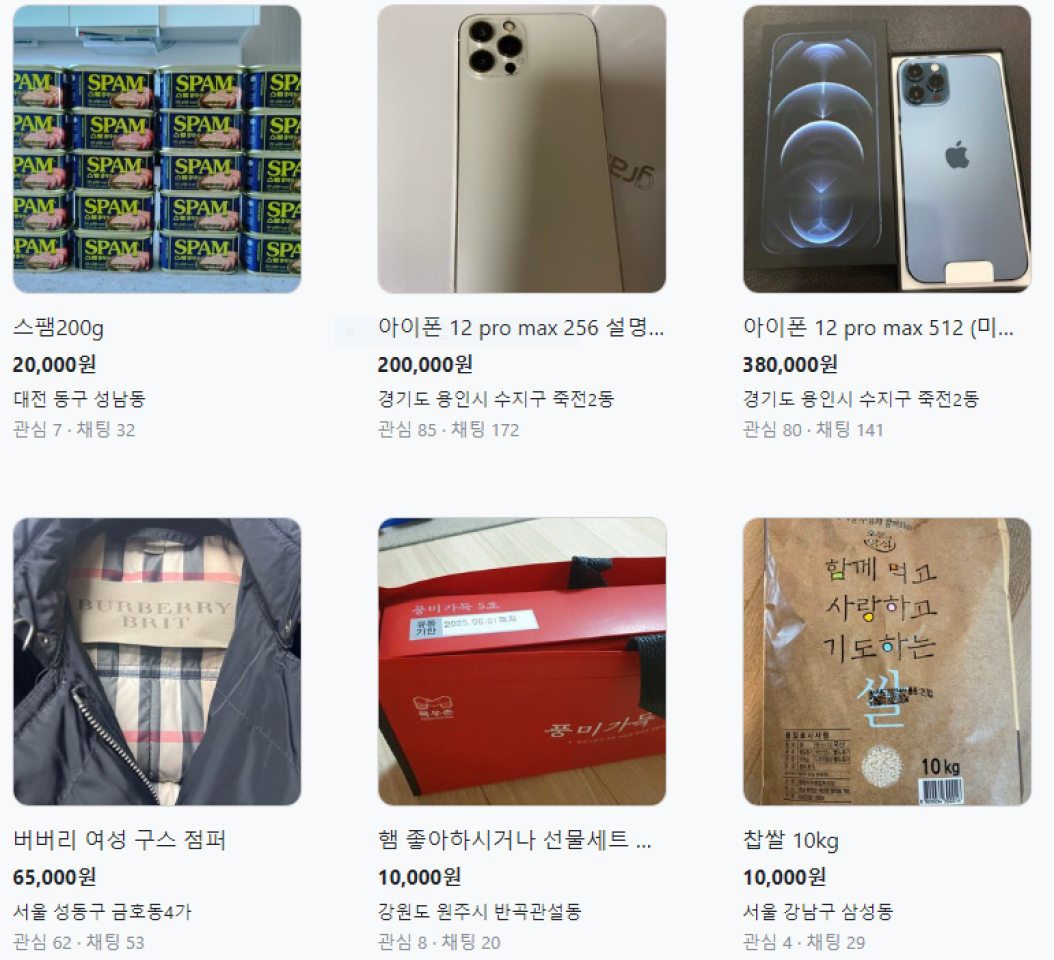 SPAM SPAM SPAM SPA
SPAM SPAM SPAM SPA
SPAM SPAM SPAM SPA
SPAM SPAM SPAM SPA
SPAM SPAM SPAM SPA
스팸200g
20,000원
대전 동구 성남동
관심 7 · 채팅 32
아이폰 12 pro max 256 설명...
200,000원
경기도 용인시 수지구 죽전2동
관심 85 · 채팅 172
아이폰 12 pro max 512 (미...
380,000원
경기도 용인시 수지구 죽전2동
관심 80 · 채팅 141
BURBERRY
BRIT
버버리 여성 구스 점퍼
65,000원
서울 성동구 금호동4가
관심 62 · 채팅 53
풍미가득 5호
유통
기한
2025.06.01까지
목우촌
풍미가득
햄 좋아하시거나 선물세트 ...
10,000원
강원도 원주시 반곡관설동
관심 8 · 채팅 20
함께 먹고
사랑하고
기도하는
쌀
품질표시사항
10kg
찹쌀 10kg
10,000원
서울 강남구 삼성동
관심 4 · 채팅 29